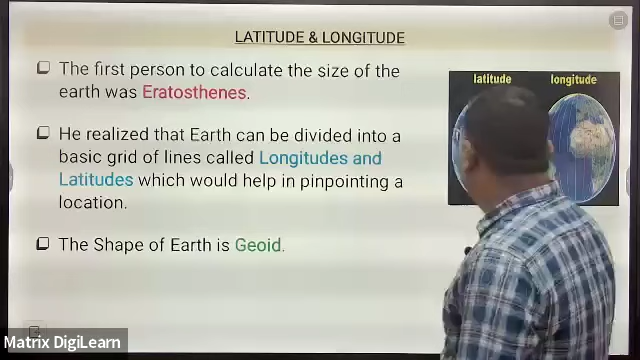 LATITUDE & LONGITUDE
❑ The first person to calculate the size of the
earth was Eratosthenes.
❑ He realized that Earth can be divided into a
basic grid of lines called Longitudes and
Latitudes which would help in pinpointing a
location.
❑ The Shape of Earth is Geoid.
latitude
longitude
Matrix DigiLearn